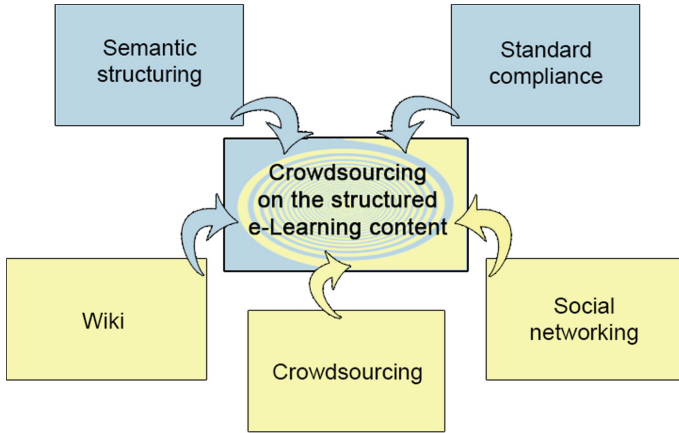 Semantic
structuring
Standard
compliance
Crowdsourcing
on the structured
e-Learning content
Wiki
Crowdsourcing
Social
networking